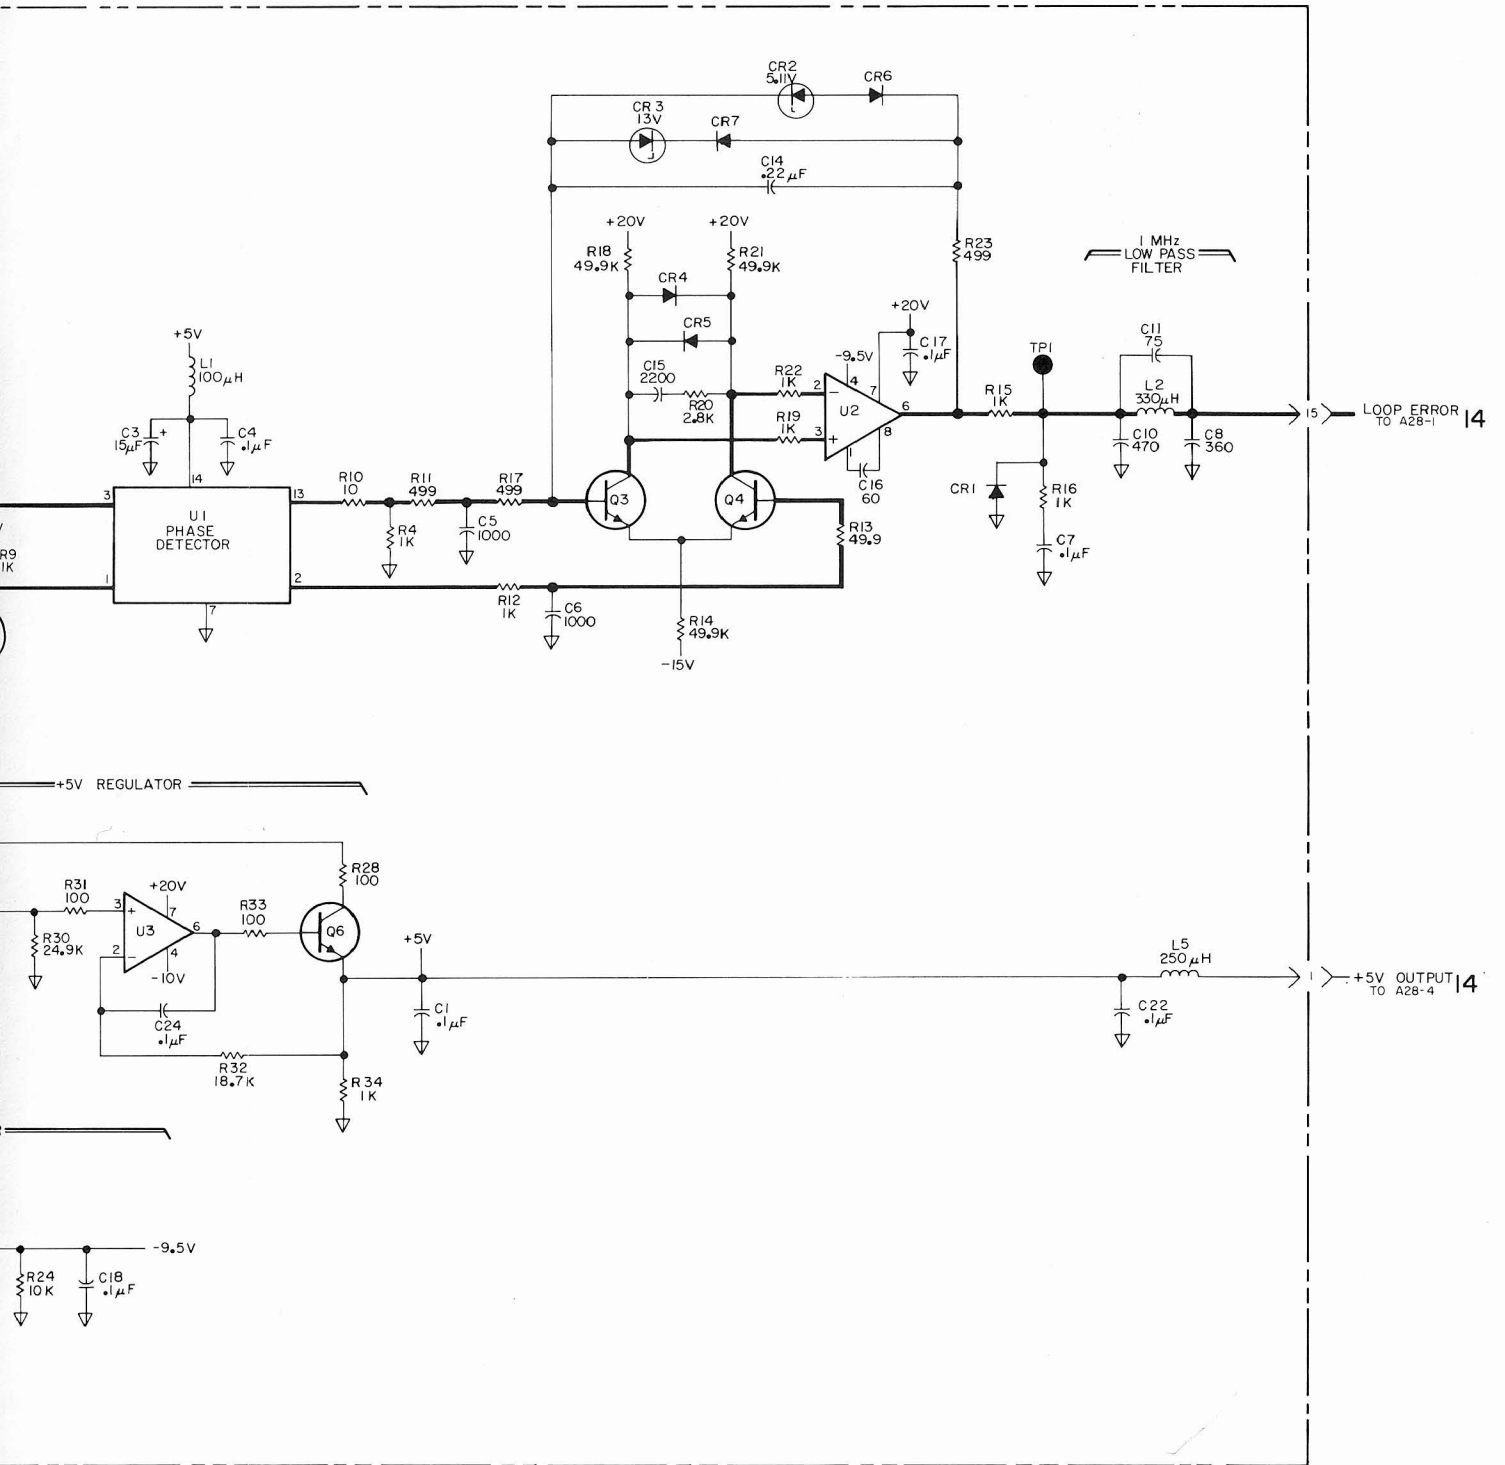 CR2
5.11V
CR6
CR3
13V
CR7
C14
.22μF
+20V
+20V
R18
49.9K
R21
49.9K
R23
499
1 MHz
LOW PASS
FILTER
CR4
+20V
CR5
C17
.1μF
+5V
L1
100μH
C15
2200
R20
2.8K
R22
1K
-9.5V
4
7
2
-
U2
6
R19
1K
3
+
1
8
C16
60
TP1
R15
1K
C11
75
L2
330μH
C10
470
C8
360
15
LOOP ERROR
TO A28-1
14
C3
15μF
+
C4
.1μF
14
3
13
U1
PHASE
DETECTOR
R10
10
R11
499
R17
499
Q3
Q4
CR1
R16
1K
R4
1K
C5
1000
R13
49.9
C7
.1μF
R9
1K
1
2
7
R12
1K
C6
1000
R14
49.9K
-15V
+5V REGULATOR
R28
100
R31
100
+20V
3
+
7
U3
6
R33
100
Q6
R30
24.9K
2
-
4
-10V
+5V
L5
250μH
1
+5V OUTPUT
TO A28-4
14
C24
.1μF
C1
.1μF
C22
.1μF
R32
18.7K
R34
1K
-9.5V
R24
10K
C18
.1μF